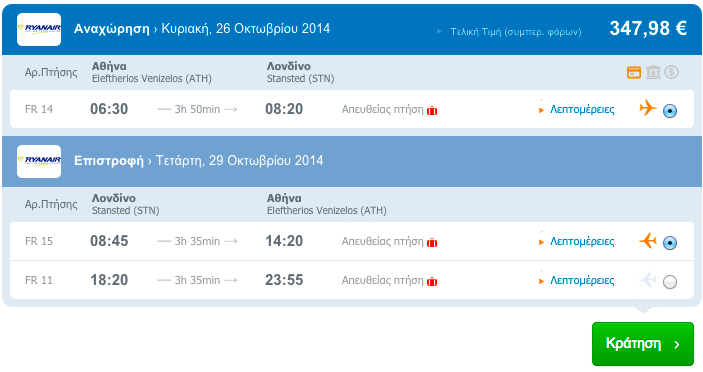 RYANAIR Αναχώρηση › Κυριακή, 26 Οκτωβρίου 2014 Τελική Τιμή (συμπερ. φόρων) 347,98 €
Αρ.Πτήσης Αθήνα Λονδίνο
Eleftherios Venizelos (ATH) Stansted (STN)
FR 14 06:30 3h 50min 08:20 Απευθείας πτήση Λεπτομέρειες
RYANAIR Επιστροφή › Τετάρτη, 29 Οκτωβρίου 2014
Αρ.Πτήσης Λονδίνο Αθήνα
Stansted (STN) Eleftherios Venizelos (ATH)
FR 15 08:45 3h 35min 14:20 Απευθείας πτήση Λεπτομέρειες
FR 11 18:20 3h 35min 23:55 Απευθείας πτήση Λεπτομέρειες
Κράτηση ›